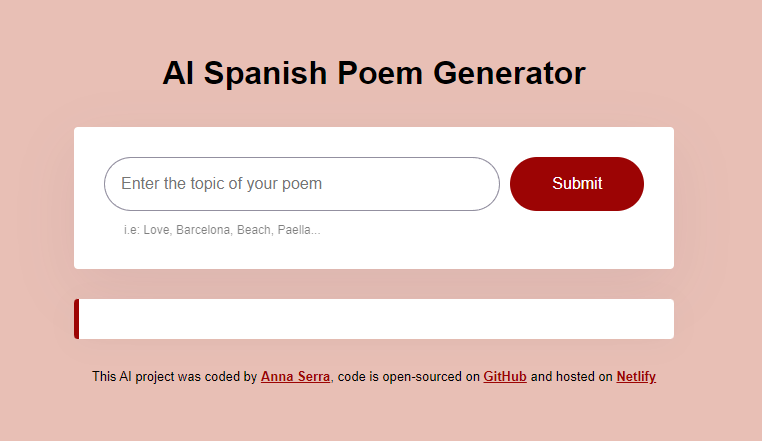 AI Spanish Poem Generator
Enter the topic of your poem
Submit
i.e: Love, Barcelona, Beach, Paella...
This AI project was coded by Anna Serra, code is open-sourced on GitHub and hosted on Netlify